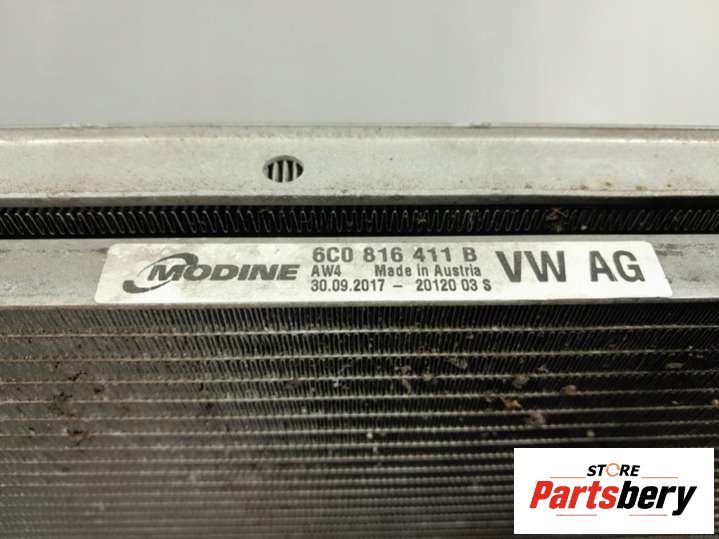 MODINE
6C0 816 411 B
AW4 Made in Austria
30.09.2017 - 20120 03 S
VW AG
STORE
Partsbery